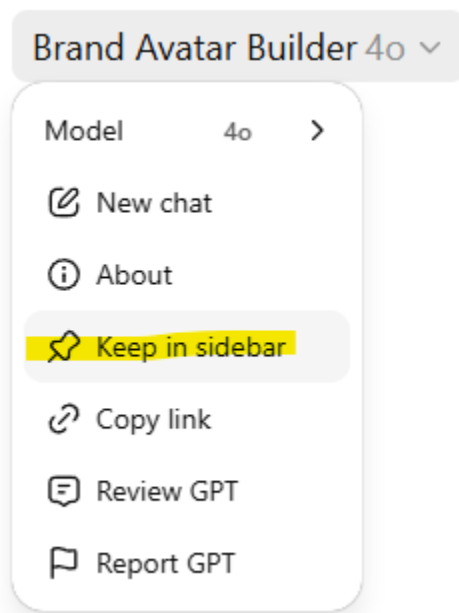 Brand Avatar Builder 4o
Model 4o
New chat
About
Keep in sidebar
Copy link
Review GPT
Report GPT